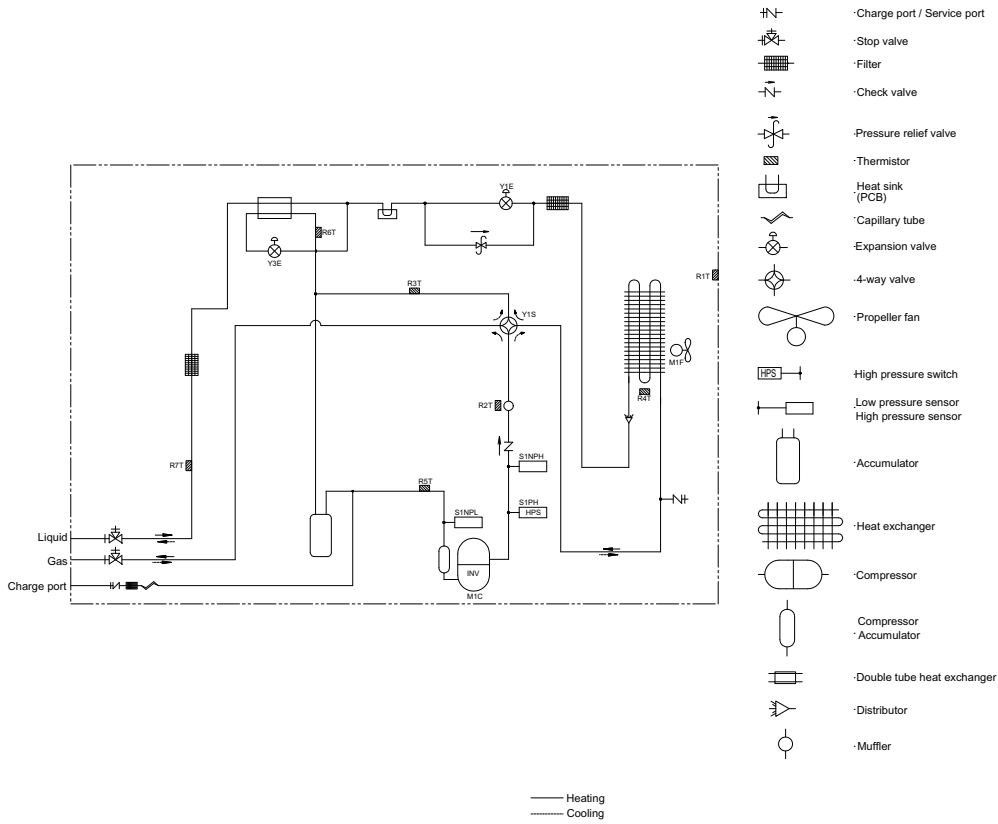 Charge port / Service port
Stop valve
Filter
Check valve
Pressure relief valve
Thermistor
Heat sink
(PCB)
Capillary tube
Expansion valve
4-way valve
Propeller fan
HPS
High pressure switch
Low pressure sensor
High pressure sensor
Accumulator
Heat exchanger
Compressor
Compressor
Accumulator
Double tube heat exchanger
Distributor
Muffler
Y1E
R6T
Y3E
R3T
R1T
Y1S
M1F
R4T
R2T
S1NPH
R7T
R5T
S1PH
HPS
S1NPL
INV
M1C
Liquid
Gas
Charge port
Heating
Cooling